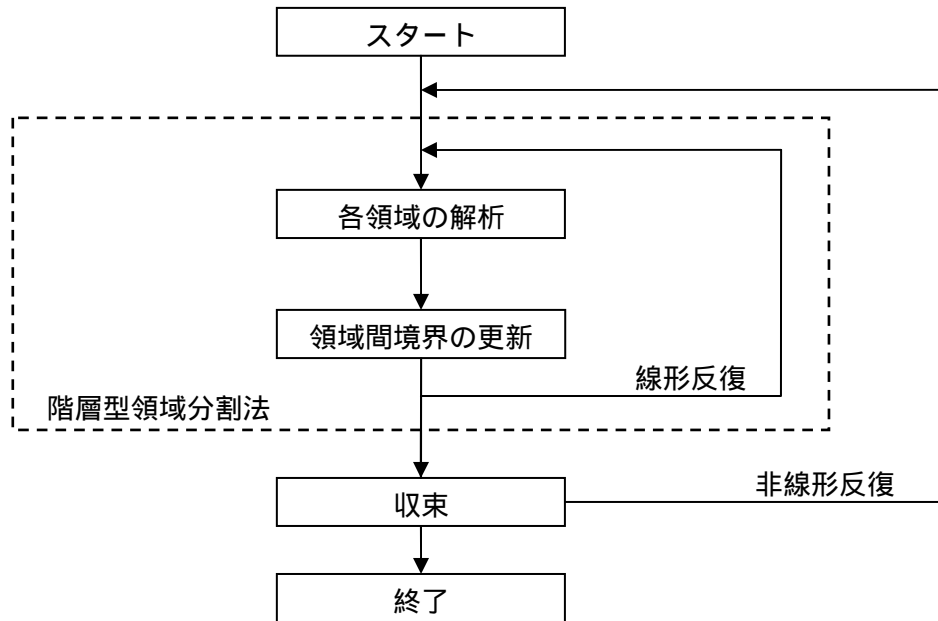 スタート
各領域の解析
領域間境界の更新
線形反復
階層型領域分割法
非線形反復
収束
終了